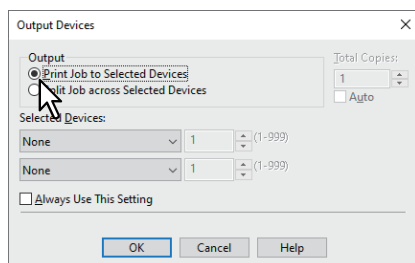 Output Devices
Output
Total Copies:
Print Job to Selected Devices
1
Split Job across Selected Devices
Auto
Selected Devices:
None 1 (1-999)
None 1 (1-999)
Always Use This Setting
OK Cancel Help